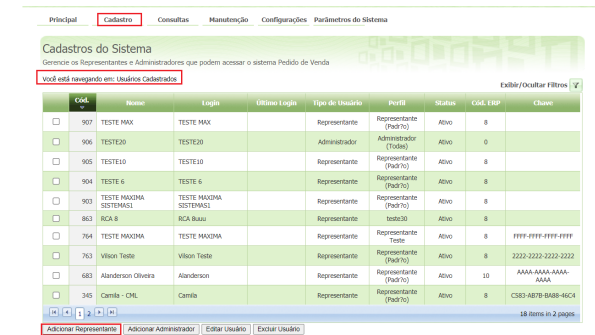 Principal Cadastro Consultas Manutenção Configurações Parâmetros do Sistema
Cadastros do Sistema
Gerencie os Representantes e Administradores que podem acessar o sistema Pedido de Venda
Você está navegando em: Usuários Cadastrados
Exibir/Ocultar Filtros
Cód. Nome Login Último Login Tipo de Usuário Perfil Status Cód. ERP Chave
907 TESTE MAX TESTE MAX Representante Representante (Padr?o) Ativo 8
906 TESTE20 TESTE20 Administrador Administrador (Todas) Ativo 0
905 TESTE10 TESTE10 Representante Representante (Padr?o) Ativo 8
904 TESTE 6 TESTE 6 Representante Representante (Padr?o) Ativo 8
903 TESTE MAXIMA SISTEMAS1 TESTE MAXIMA SISTEMAS1 Representante Representante (Padr?o) Ativo 8
863 RCA 8 RCA 8uuu Representante teste30 Ativo 8
764 TESTE MAXIMA TESTE MAXIMA Representante Representante Teste Ativo 8 FFFF-FFFF-FFFF-FFFF
763 Vilson Teste Vilson Teste Representante Representante (Padr?o) Ativo 8 2222-2222-2222-2222
683 Alanderson Oliveira Alanderson Representante Representante (Padr?o) Ativo 10 AAAA-AAAA-AAAA-AAAA
345 Camila - CML Camila Representante Representante (Padr?o) Ativo 8 C583-AB7B-BA88-46C4
1 2 18 items in 2 pages
Adicionar Representante Adicionar Administrador Editar Usuário Excluir Usuário